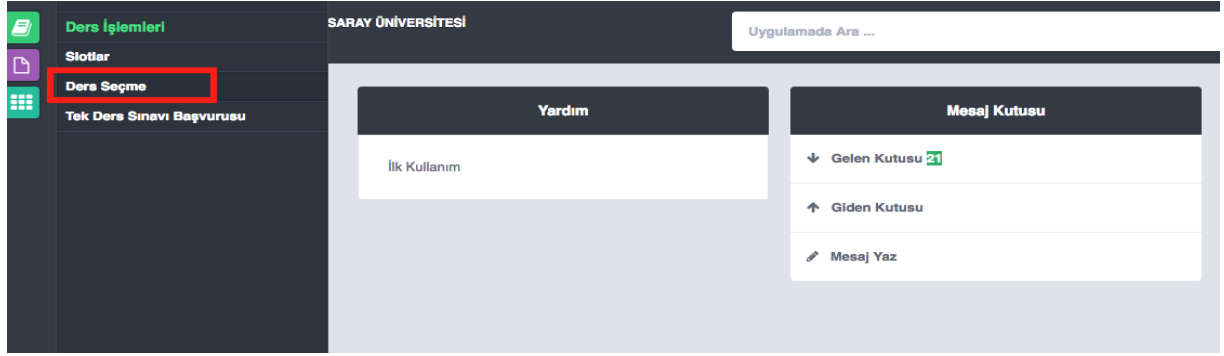 Ders İşlemleri
Slotlar
Ders Seçme
Tek Ders Sınavı Başvurusu
SARAY ÜNİVERSİTESİ
Uygulamada Ara ...
Yardım
İlk Kullanım
Mesaj Kutusu
Gelen Kutusu 21
Giden Kutusu
Mesaj Yaz